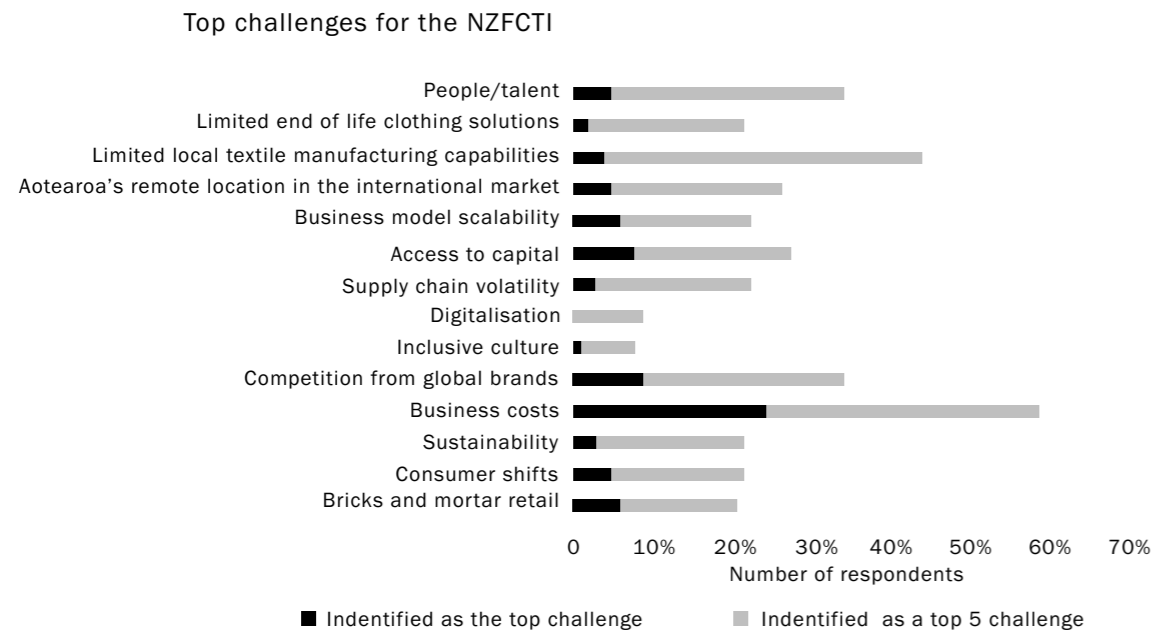 Top challenges for the NZFCTI
People/talent
Limited end of life clothing solutions
Limited local textile manufacturing capabilities
Aotearoa's remote location in the international market
Business model scalability
Access to capital
Supply chain volatility
Digitalisation
Inclusive culture
Competition from global brands
Business costs
Sustainability
Consumer shifts
Bricks and mortar retail
0 10% 20% 30% 40% 50% 60% 70%
Number of respondents
Indentified as the top challenge Indentified as a top 5 challenge